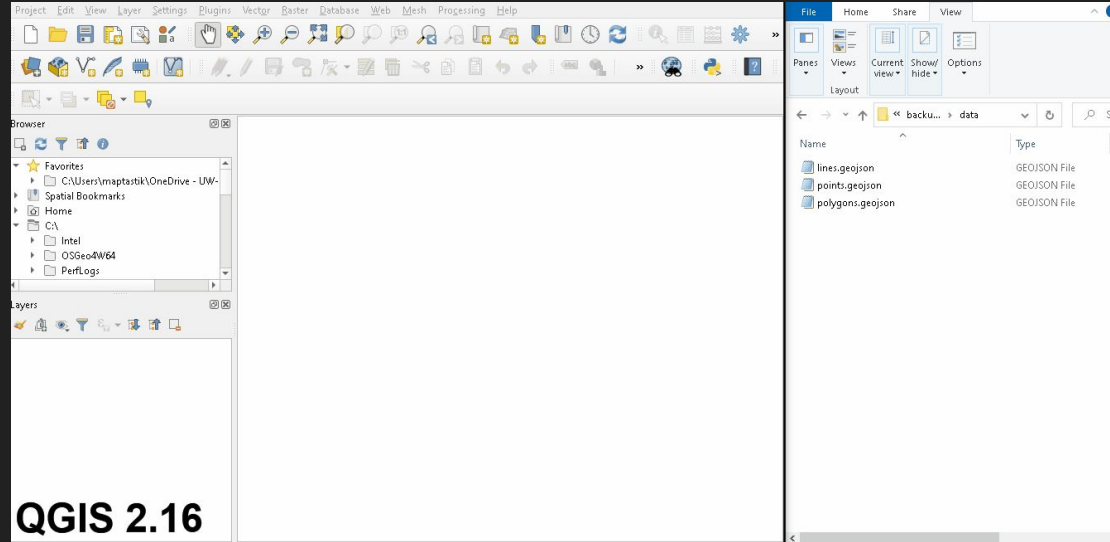 Project Edit View Layer Settings Plugins Vector Raster Database Web Mesh Processing Help
Browser
Favorites
C:\Users\maptastik\OneDrive - UW-
Spatial Bookmarks
Home
C:\
Intel
OSGeo4W64
PerfLogs
Layers
QGIS 2.16
File Home Share View
Panes Views Current view Show/ hide Options
Layout
« backu... > data
Name Type
lines.geojson GEOJSON File
points.geojson GEOJSON File
polygons.geojson GEOJSON File